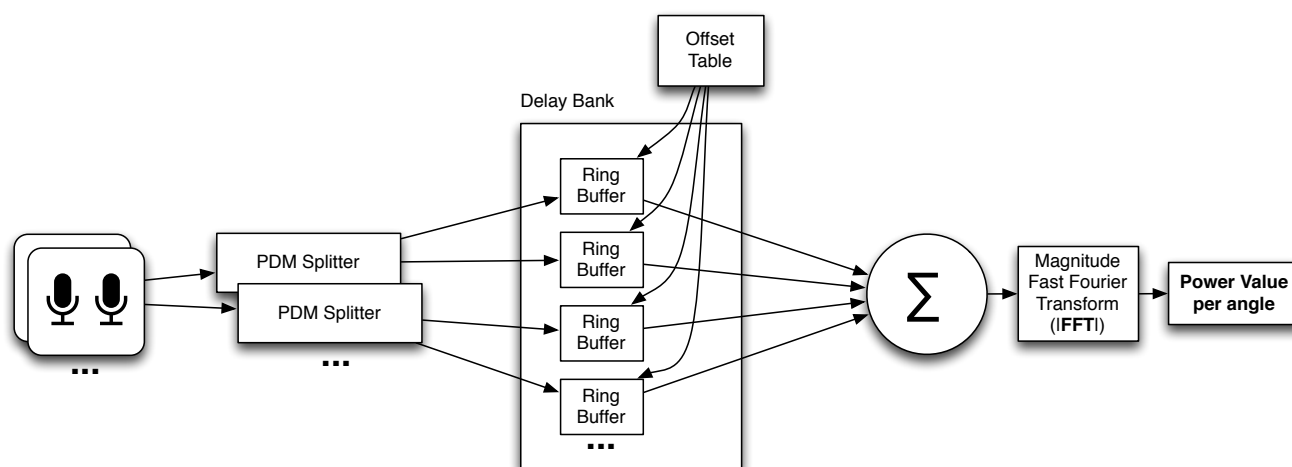 Offset
Table
Delay Bank
Ring
Buffer
PDM Splitter
Ring
Buffer
PDM Splitter
Ring
Buffer
Ring
Buffer
...
...
...
Σ
Magnitude
Fast Fourier
Transform
(|FFT|)
Power Value
per angle